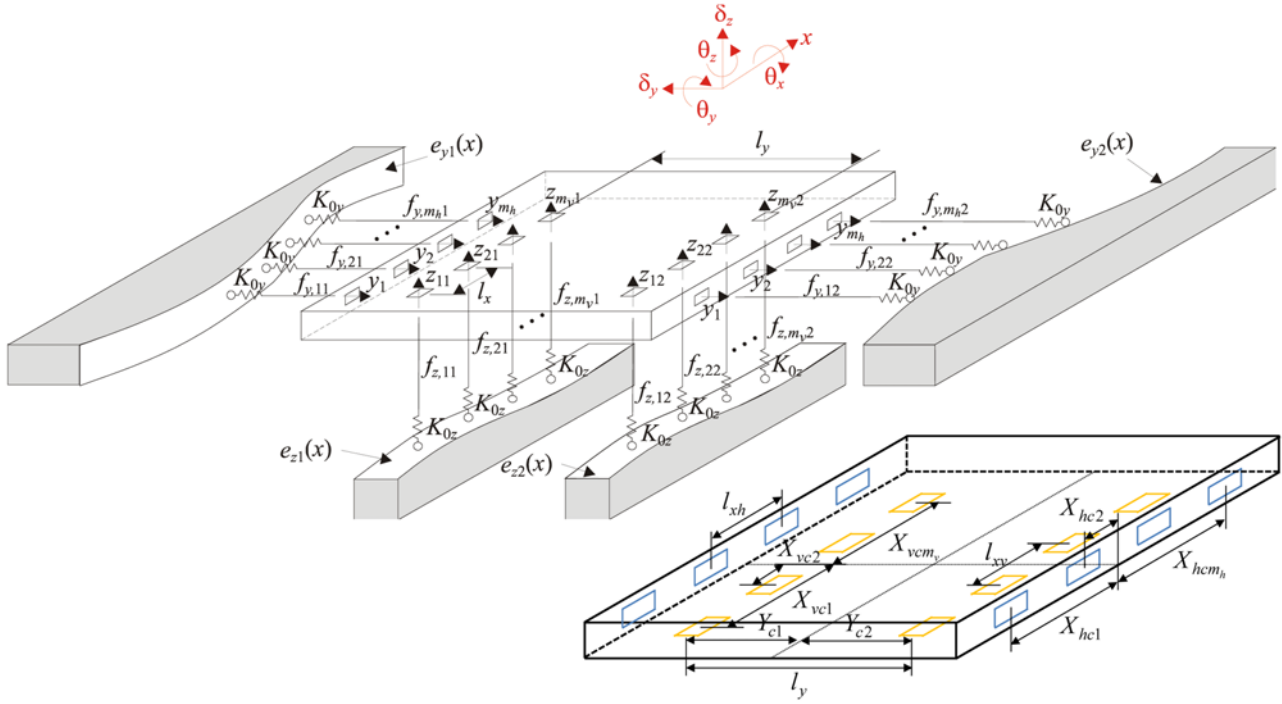 δz
x
θz
θx
δy
θy
ly
ey1(x)
ey2(x)
K0y
fy,mh1
ymh
zmv1
zmv2
fy,mh2
K0y
K0y
fy,21
y2
z21
z22
ymh
fy,22
K0y
K0y
fy,11
y1
z11
lx
z12
y2
fy,12
K0y
y1
fz,mv1
fz,21
fz,mv2
fz,11
K0z
fz,22
K0z
fz,12
K0z
K0z
K0z
K0z
ez1(x)
ez2(x)
lxh
Xhc2
Xvc2
Xvcmv
lxv
Xhcmh
Xvc1
Yc1
Yc2
Xhc1
ly